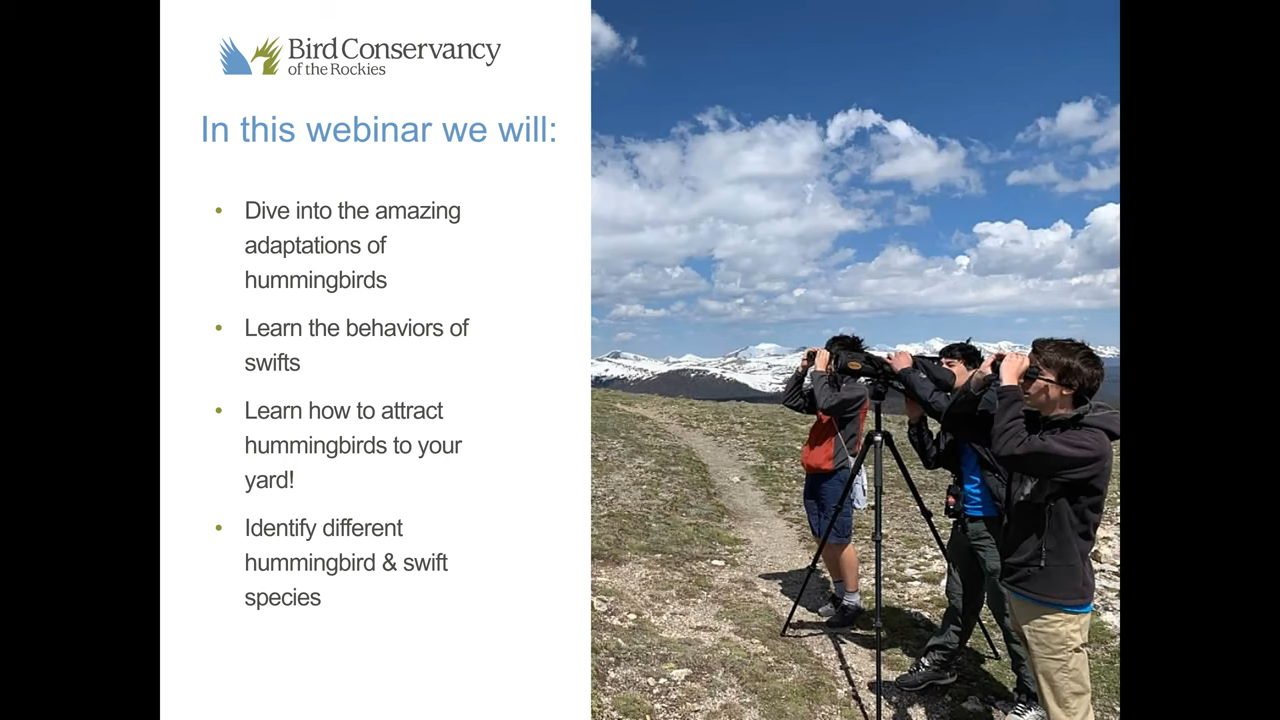 Bird Conservancy
of the Rockies
In this webinar we will:
• Dive into the amazing
adaptations of
hummingbirds
• Learn the behaviors of
swifts
• Learn how to attract
hummingbirds to your
yard!
• Identify different
hummingbird & swift
species